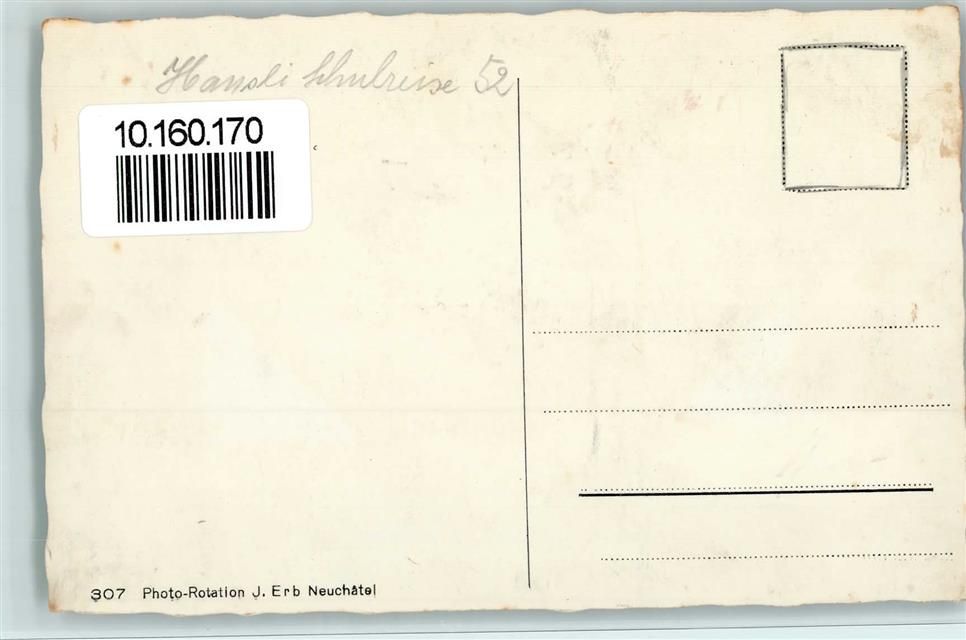 Hansli Schulreise 52
10.160.170
307 Photo-Rotation J. Erb Neuchâtel